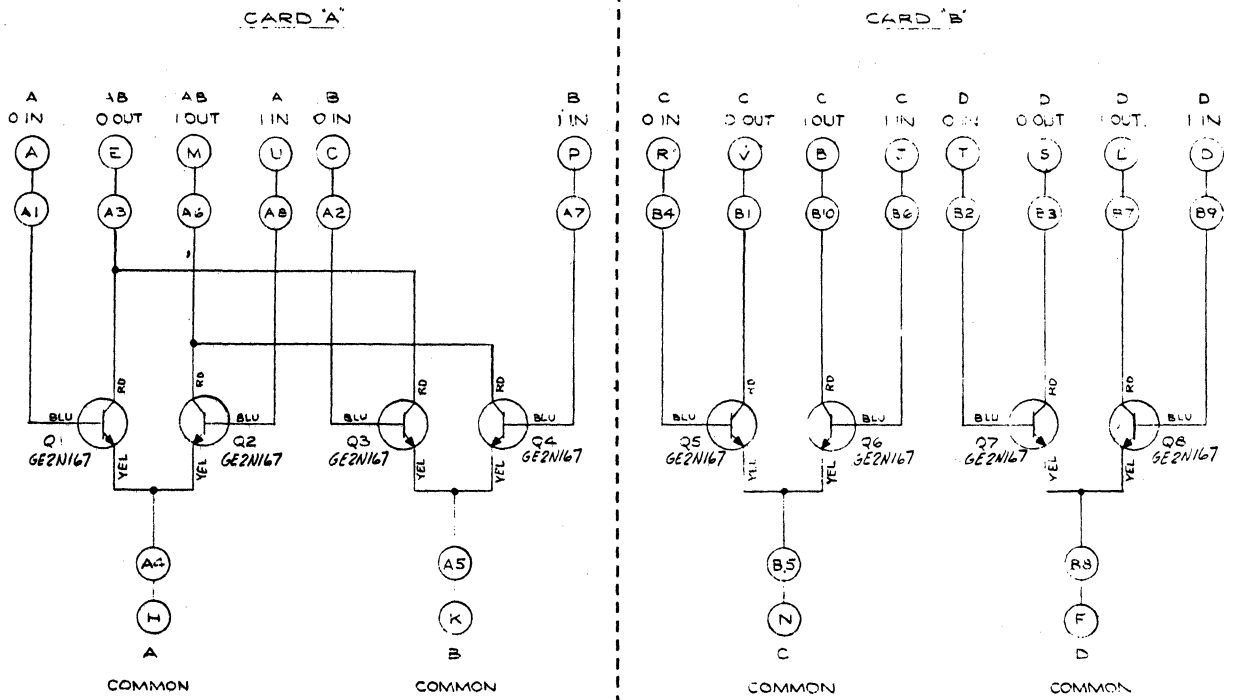 CARD "A"
CARD "B"
A AB AB A B B C C C C D D D D
0 IN 0 OUT 1 OUT 1 IN 0 IN 1 IN 0 IN 0 OUT 1 OUT 1 IN 0 IN 0 OUT 1 OUT 1 IN
A E M U C P R V B J T S L D
A1 A3 A6 A8 A2 A7 B4 B1 B10 B6 B2 B3 B7 B9
RD RD RD RD RD RD RD RD
BLU BLU BLU BLU BLU BLU BLU BLU
Q1 Q2 Q3 Q4 Q5 Q6 Q7 Q8
GE2N167 GE2N167 GE2N167 GE2N167 GE2N167 GE2N167 GE2N167 GE2N167
YEL YEL YEL YEL YEL YEL YEL YEL
A4 A5 B5 B8
H K N F
A B C D
COMMON COMMON COMMON COMMON